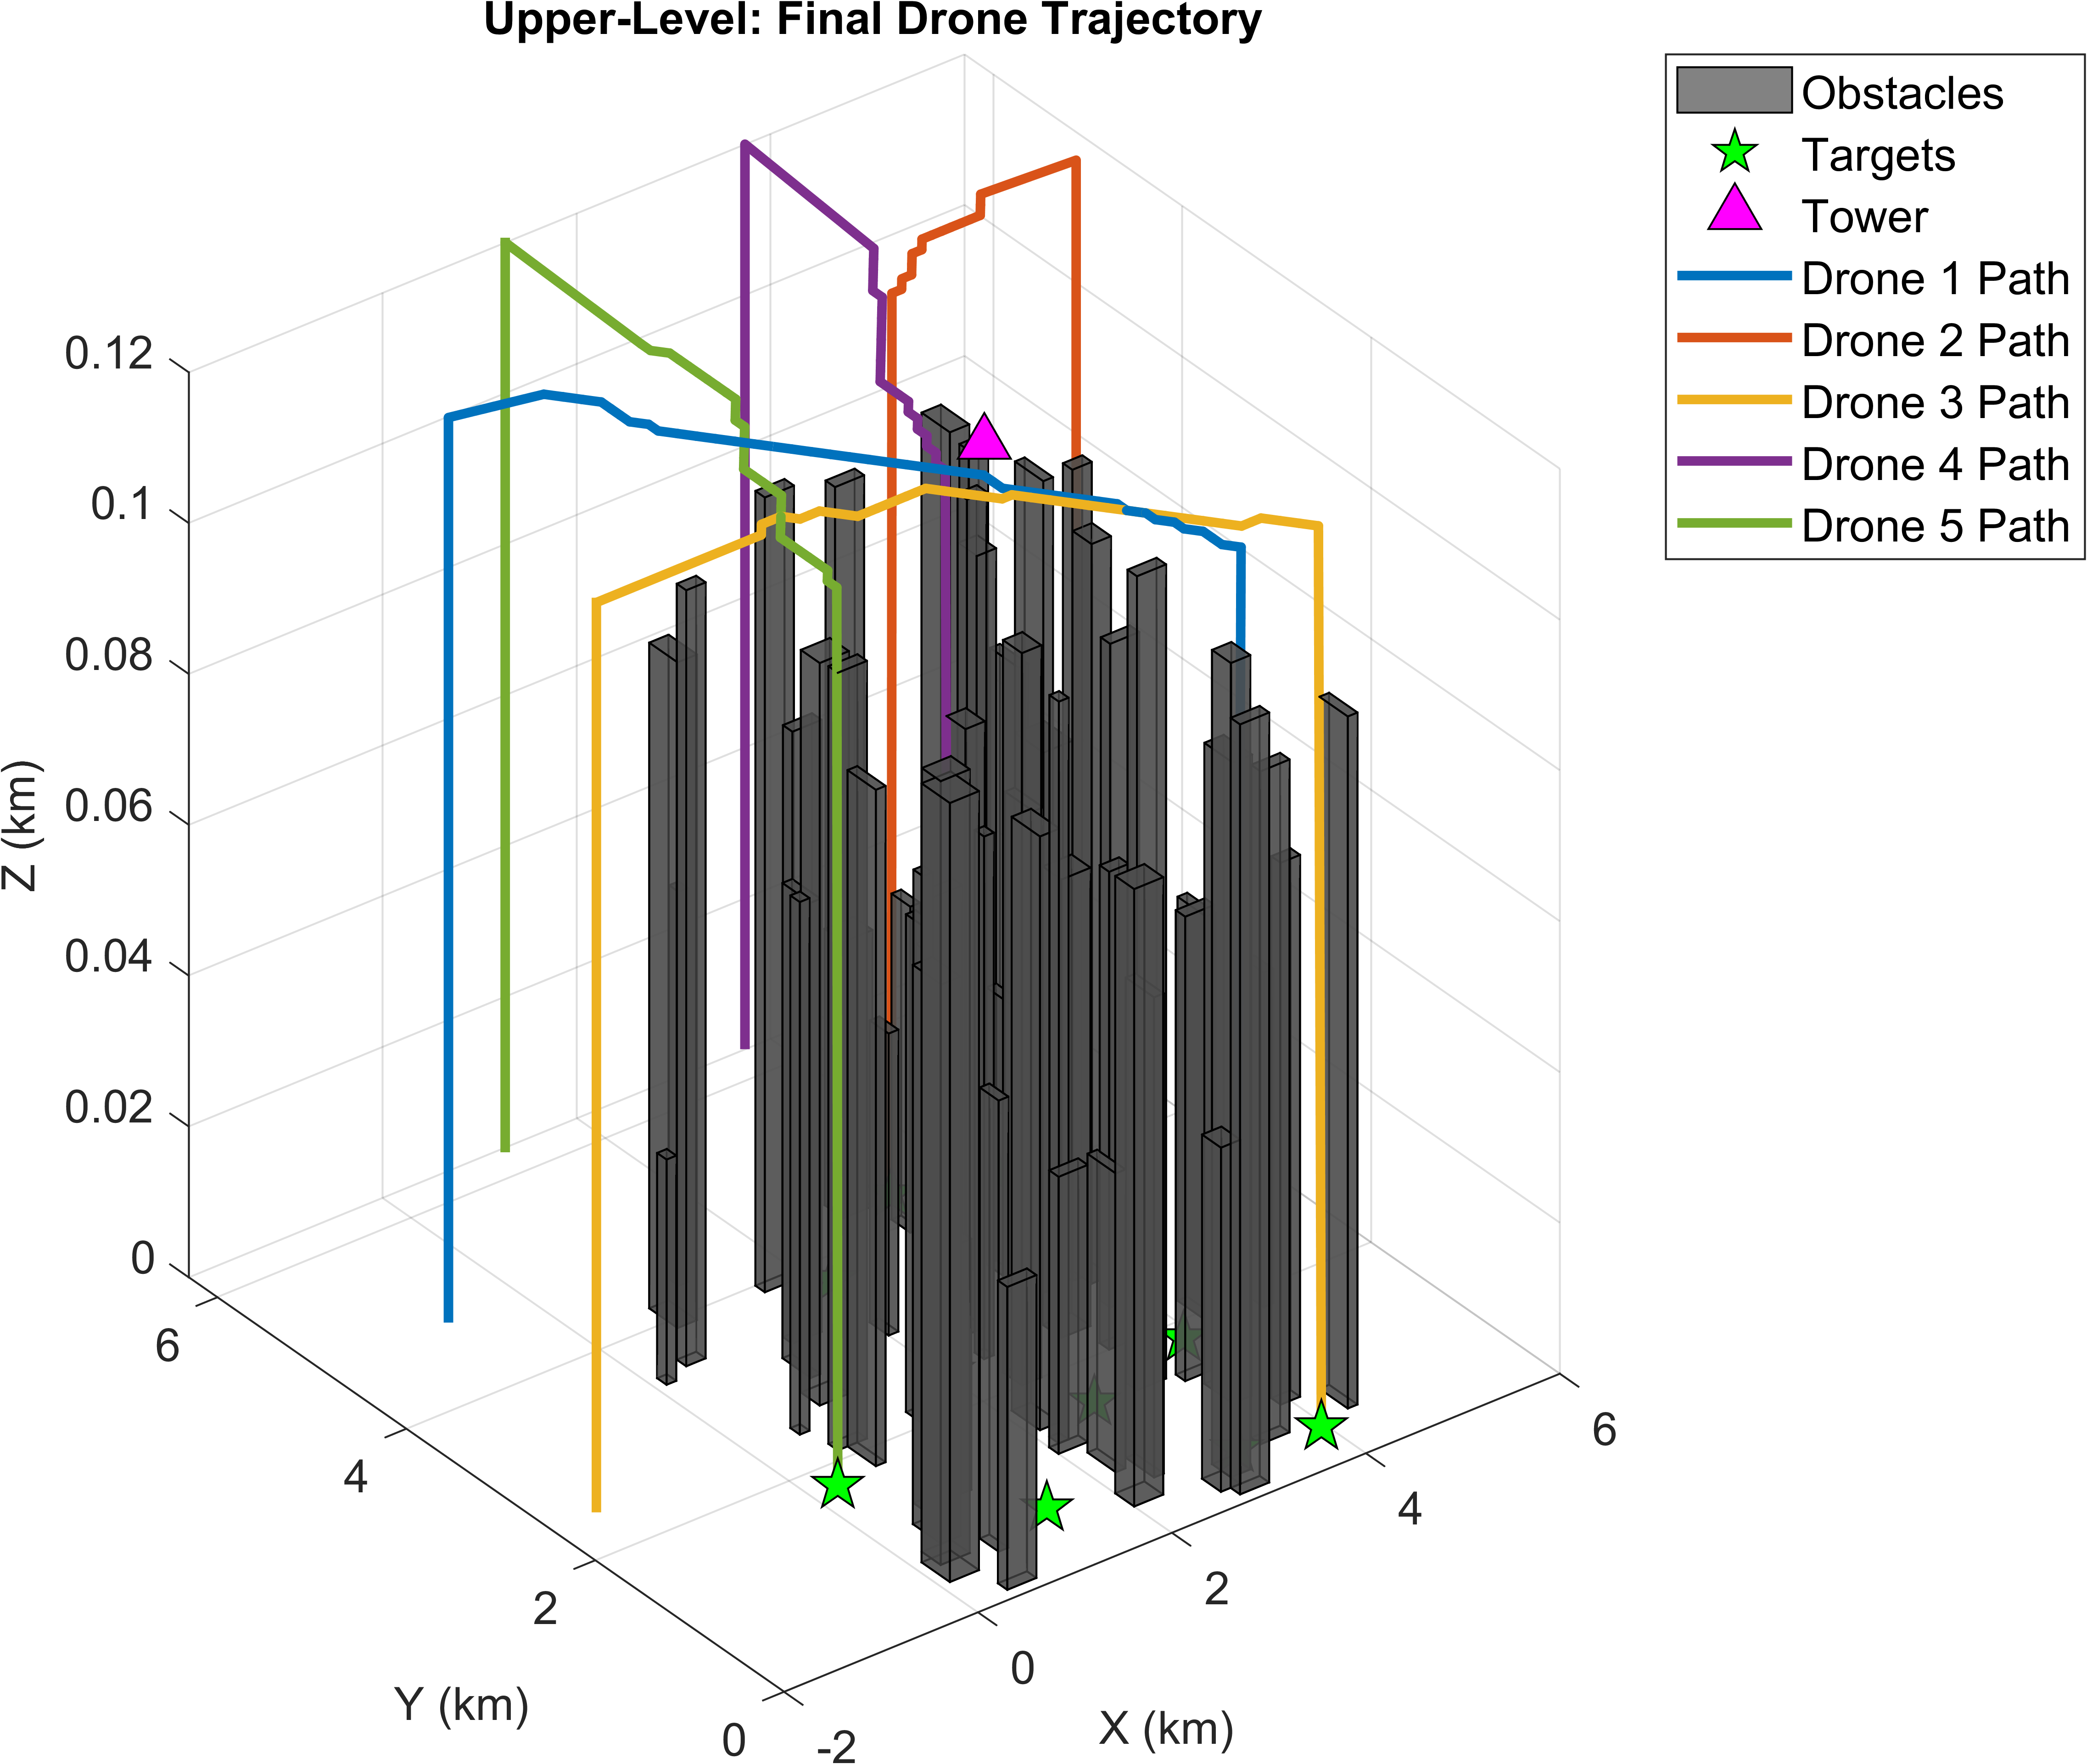 Upper-Level: Final Drone Trajectory
Obstacles
Targets
Tower
Drone 1 Path
Drone 2 Path
Drone 3 Path
Drone 4 Path
Drone 5 Path
0.12
0.1
0.08
0.06
0.04
0.02
0
Z (km)
6
4
2
0
Y (km)
-2
0
2
4
6
X (km)